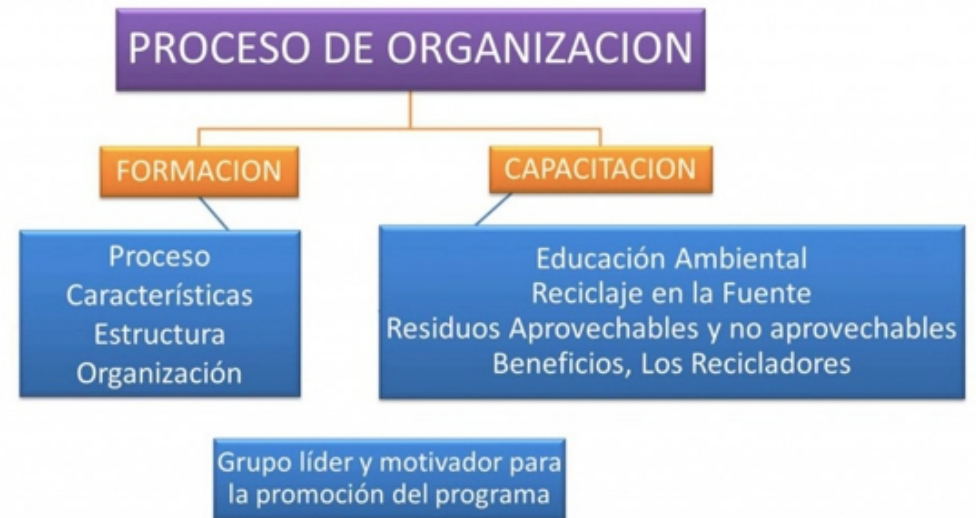 PROCESO DE ORGANIZACION
FORMACION
CAPACITACION
Proceso
Características
Estructura
Organización
Educación Ambiental
Reciclaje en la Fuente
Residuos Aprovechables y no aprovechables
Beneficios, Los Recicladores
Grupo líder y motivador para
la promoción del programa